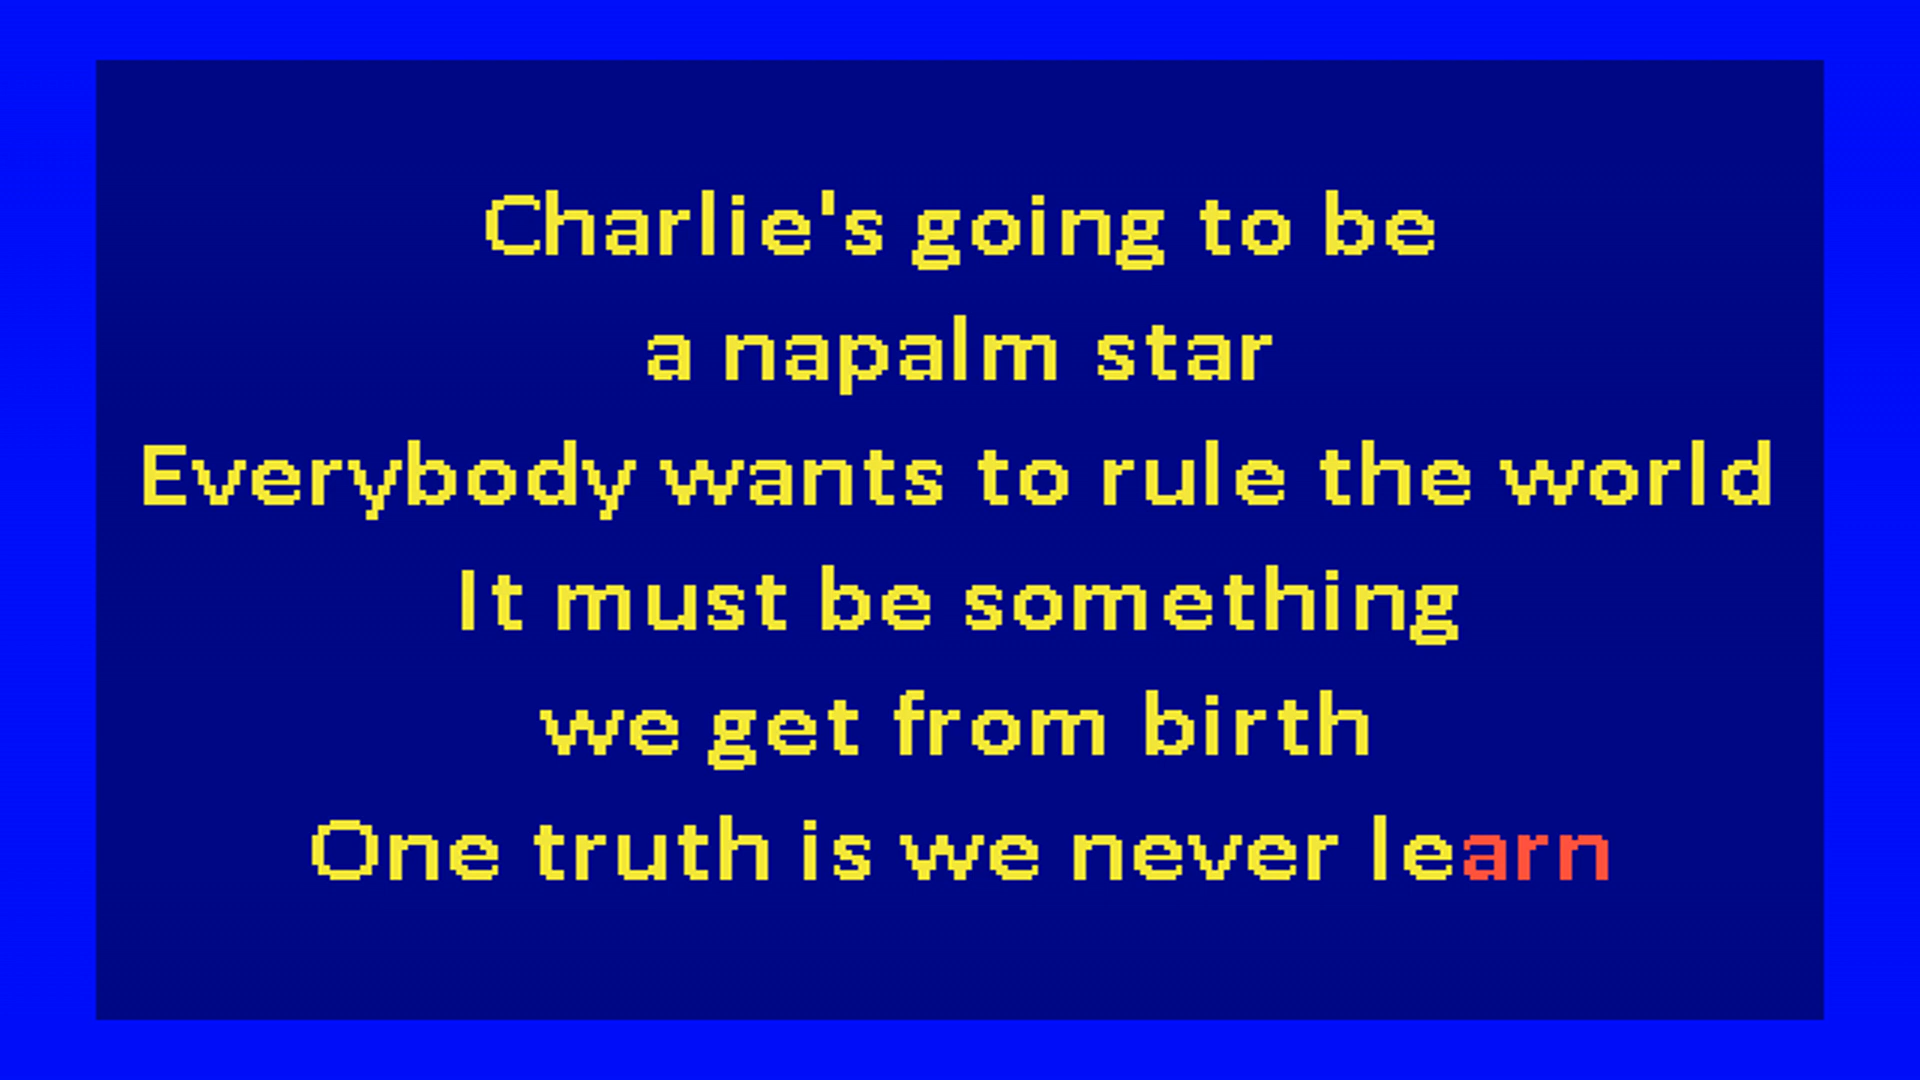 Charlie's going to be
a napalm star
Everybody wants to rule the world
It must be something
we get from birth
One truth is we never learn